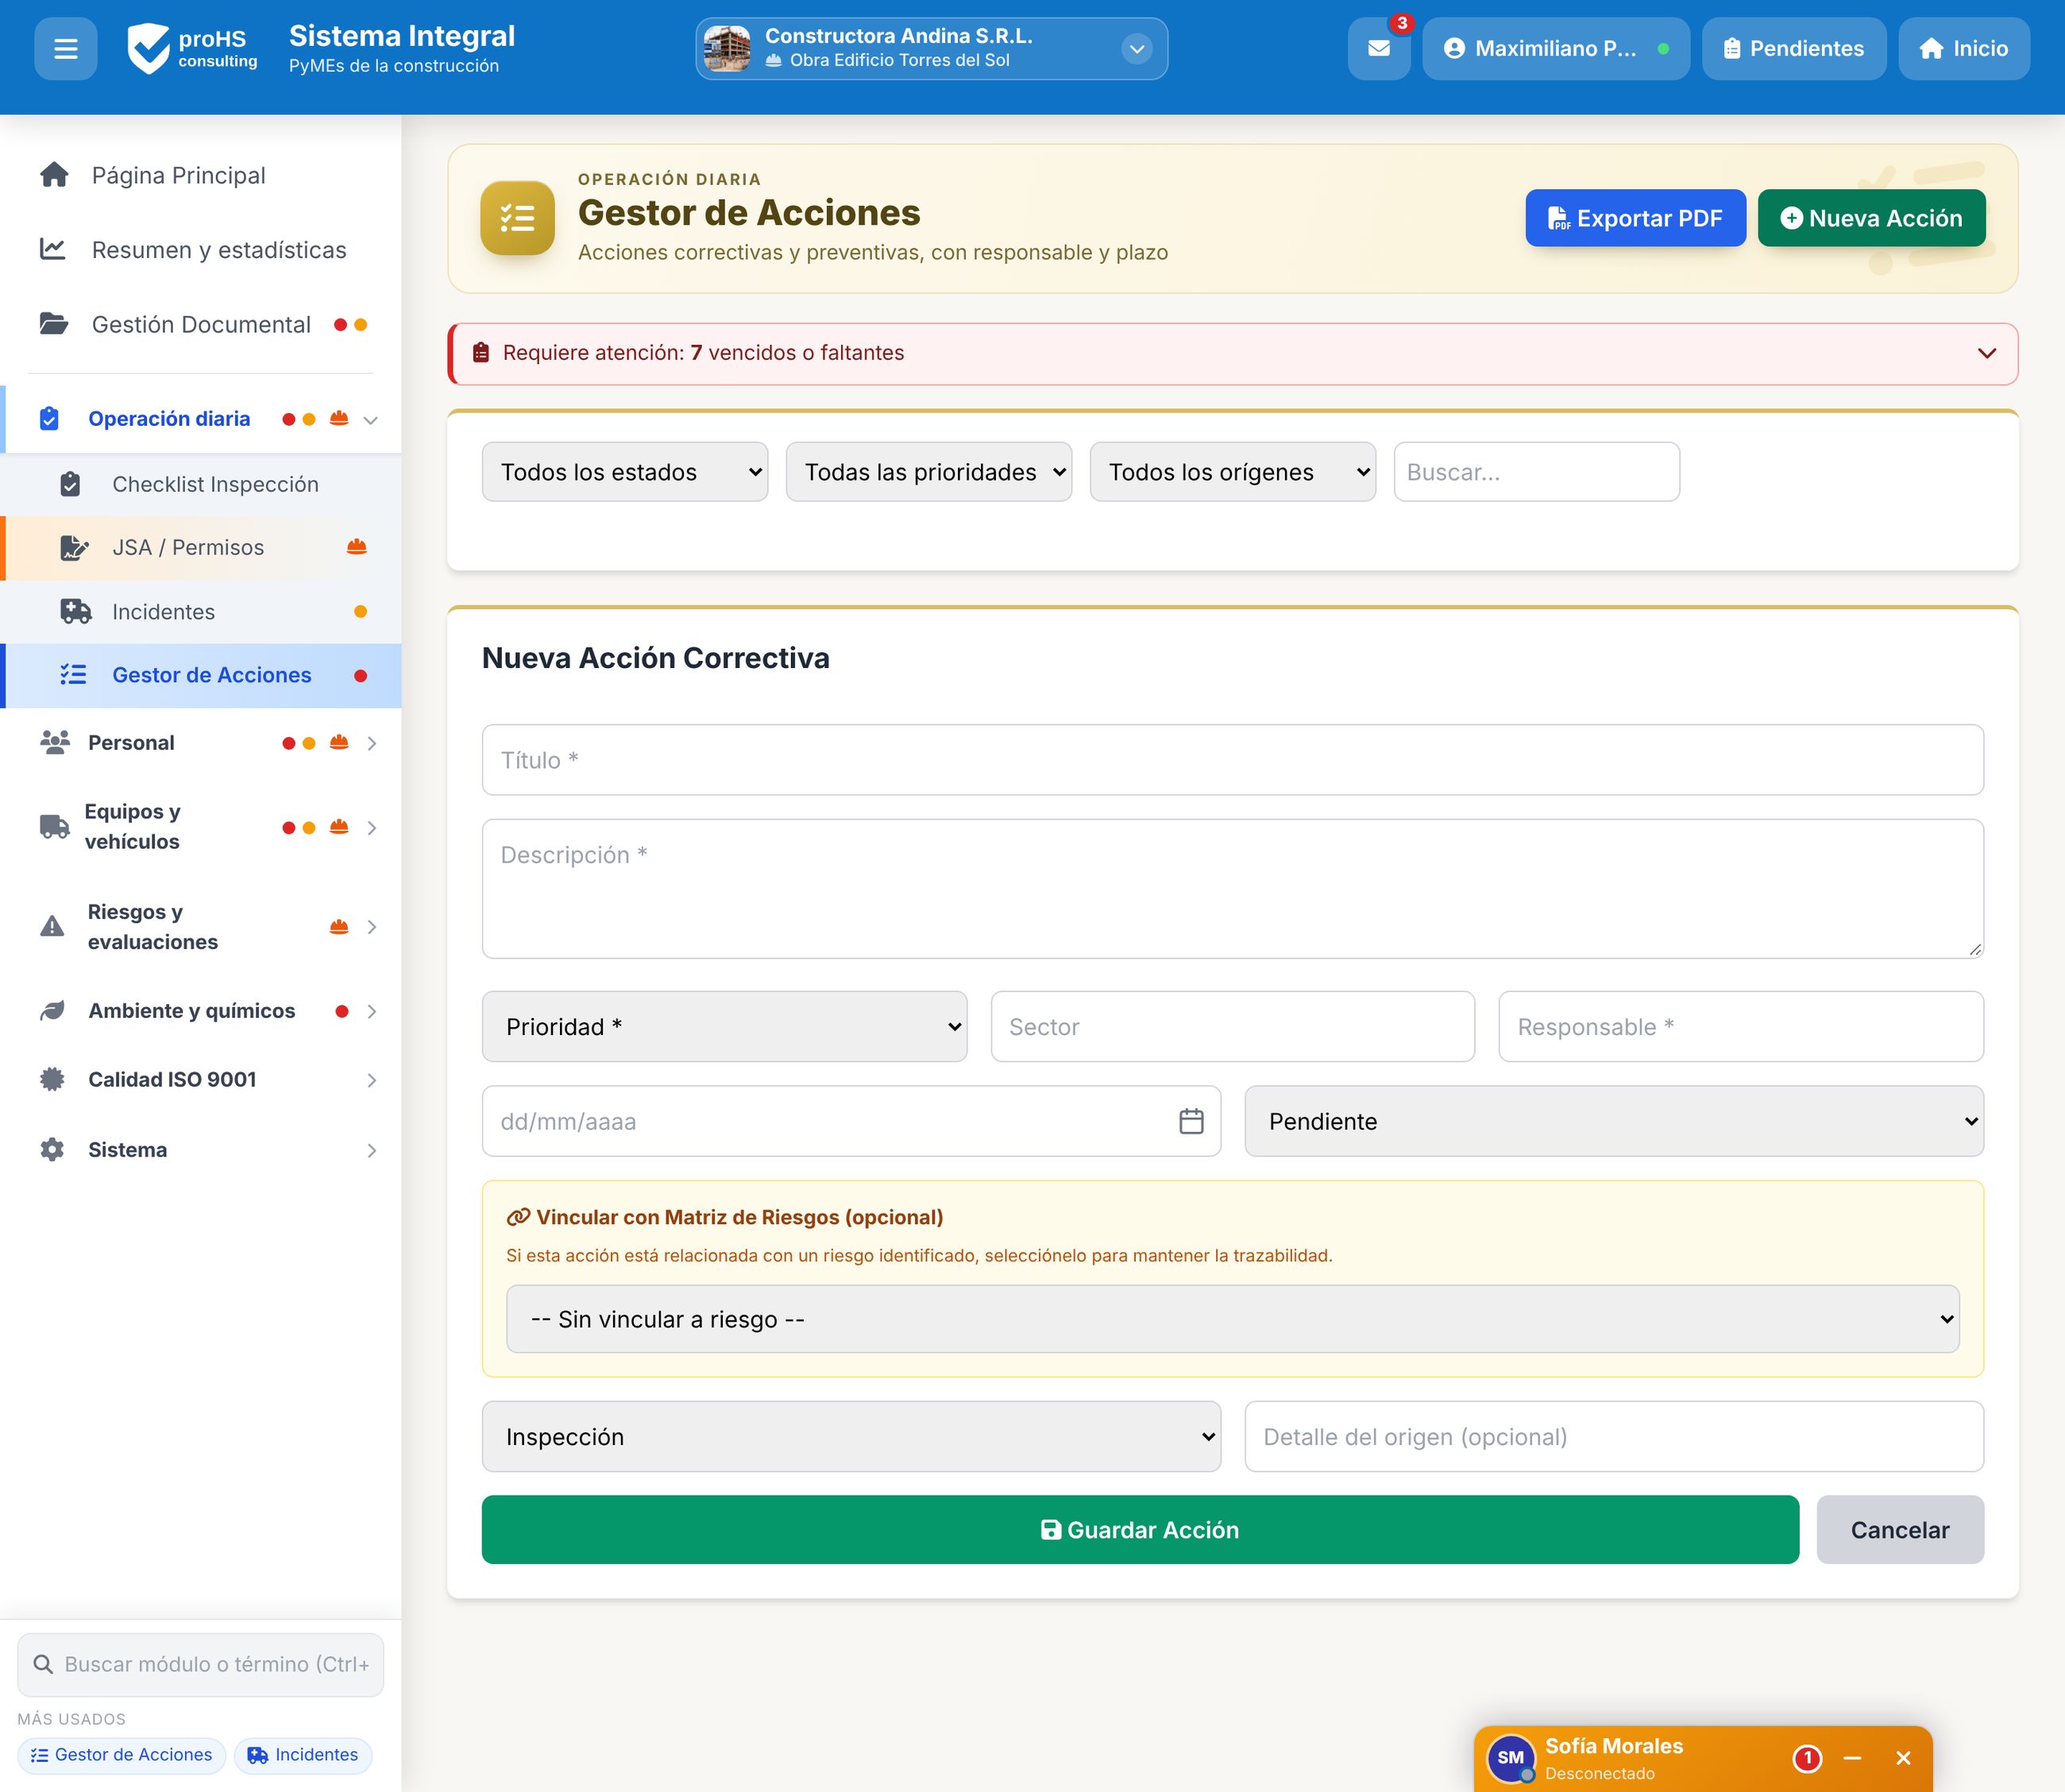 proHS
consulting
Sistema Integral
PyMEs de la construcción
Constructora Andina S.R.L.
Obra Edificio Torres del Sol
3
Maximiliano P...
Pendientes
Inicio
Página Principal
Resumen y estadísticas
Gestión Documental
Operación diaria
Checklist Inspección
JSA / Permisos
Incidentes
Gestor de Acciones
Personal
Equipos y
vehículos
Riesgos y
evaluaciones
Ambiente y químicos
Calidad ISO 9001
Sistema
Buscar módulo o término (Ctrl+
MÁS USADOS
Gestor de Acciones
Incidentes
OPERACIÓN DIARIA
Gestor de Acciones
Acciones correctivas y preventivas, con responsable y plazo
PDF Exportar PDF
Nueva Acción
Requiere atención: 7 vencidos o faltantes
Todos los estados
Todas las prioridades
Todos los orígenes
Buscar...
Nueva Acción Correctiva
Título *
Descripción *
Prioridad *
Sector
Responsable *
dd/mm/aaaa
Pendiente
Vincular con Matriz de Riesgos (opcional)
Si esta acción está relacionada con un riesgo identificado, selecciónelo para mantener la trazabilidad.
-- Sin vincular a riesgo --
Inspección
Detalle del origen (opcional)
Guardar Acción
Cancelar
SM
Sofía Morales
Desconectado
1